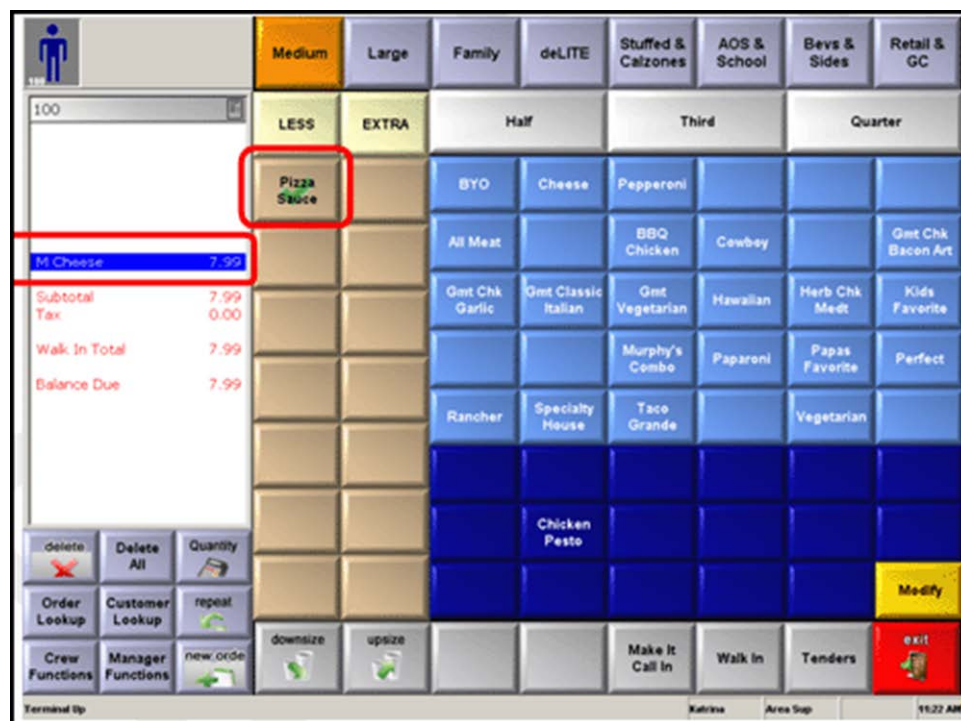 100
Medium
Large
Family
deLITE
Stuffed &
Calzones
AOS &
School
Bevs &
Sides
Retail &
GC
100
LESS
EXTRA
Half
Third
Quarter
Pizza
Sauce
BYO
Cheese
Pepperoni
All Meat
BBQ
Chicken
Cowboy
Gmt Chk
Bacon Art
M Cheese 7.99
Gmt Chk
Garlic
Gmt Classic
Italian
Gmt
Vegetarian
Hawaiian
Herb Chk
Medt
Kids
Favorite
Subtotal 7.99
Tax 0.00
Walk In Total 7.99
Balance Due 7.99
Murphy's
Combo
Paparoni
Papas
Favorite
Perfect
Rancher
Specialty
House
Taco
Grande
Vegetarian
Chicken
Pesto
delete
Delete
All
Quantity
Modify
Order
Lookup
Customer
Lookup
repeat
Crew
Functions
Manager
Functions
new orde
downsize
upsize
Make It
Call In
Walk In
Tenders
exit
Terminal Up
Katrina
Area Sup
11:22 AM